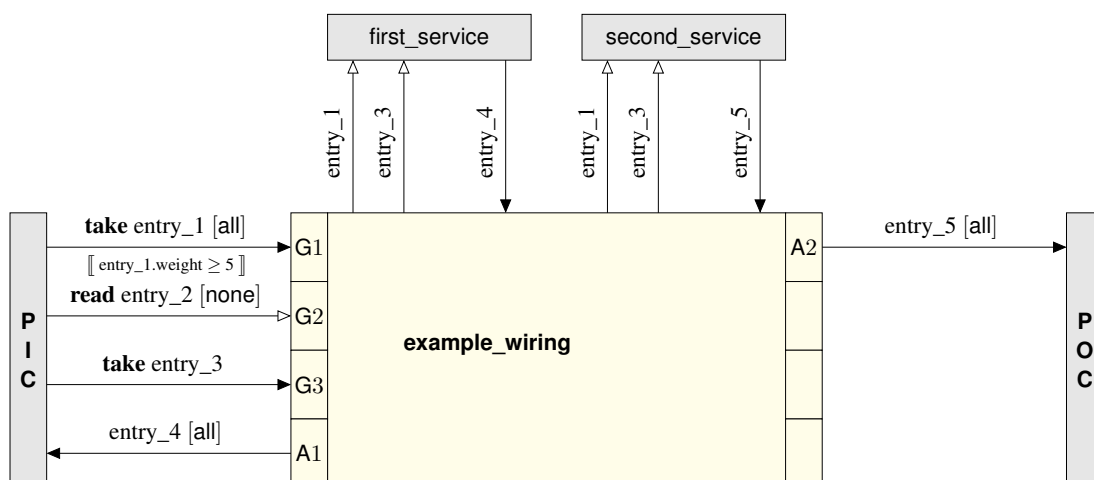 first_service
second_service
entry_1
entry_3
entry_4
entry_1
entry_3
entry_5
take entry_1 [all]
G1
A2
entry_5 [all]
⟦ entry_1.weight ≥ 5 ⟧
read entry_2 [none]
G2
P
I
C
example_wiring
P
O
C
take entry_3
G3
entry_4 [all]
A1